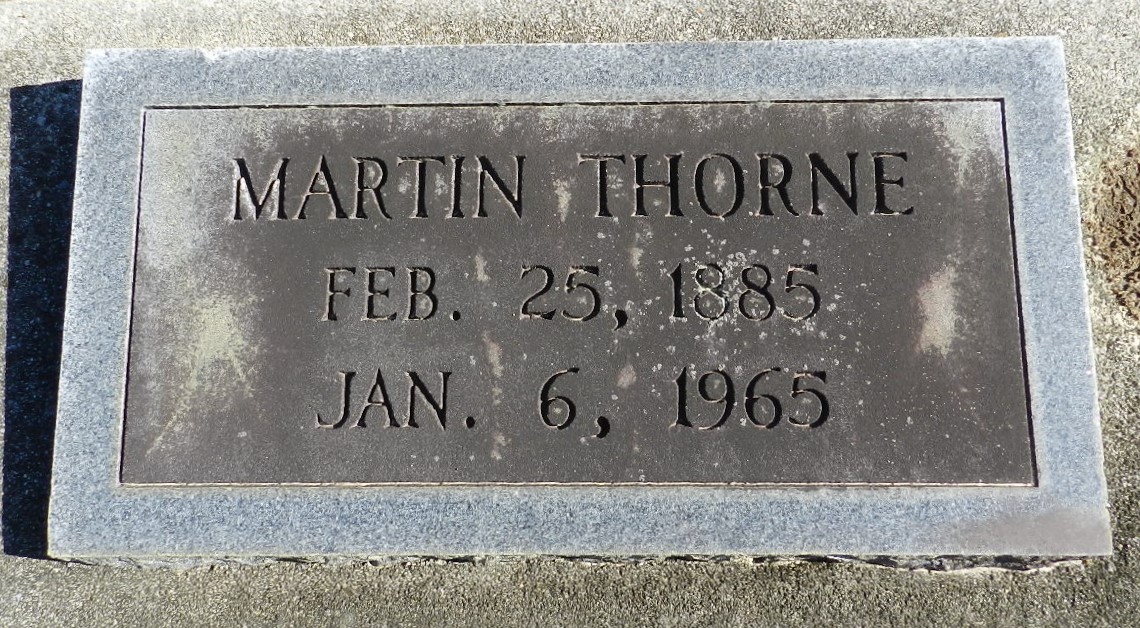 MARTIN THORNE
FEB. 25, 1885
JAN. 6, 1965